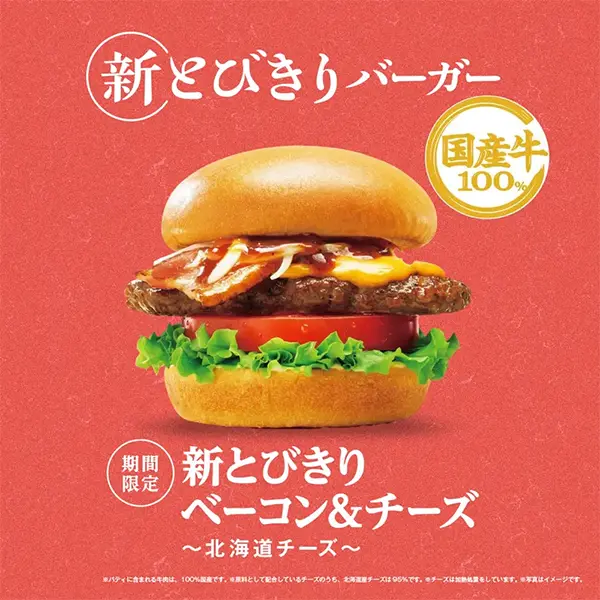 新とびきりバーガー
国産牛
100%
期間
限定
新とびきり
ベーコン&チーズ
〜北海道チーズ〜
※パティに含まれる牛肉は、100%国産です。※原料として配合しているチーズのうち、北海道産チーズは95%です。※チーズは加熱処理をしています。※写真はイメージです。